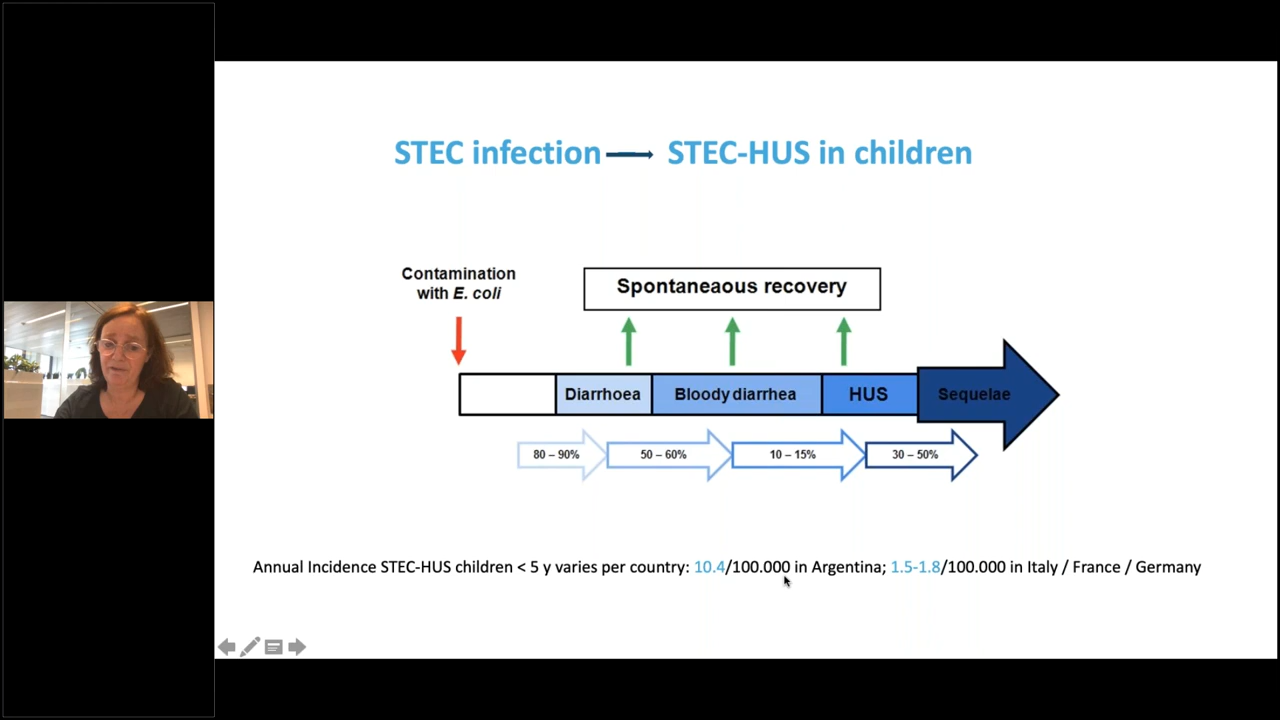 STEC infection STEC-HUS in children
Contamination
with E. coli
Spontaneaous recovery
Diarrhoea
Bloody diarrhea
HUS
Sequelae
80 – 90%
50 – 60%
10 – 15%
30 – 50%
Annual Incidence STEC-HUS children < 5 y varies per country: 10.4/100.000 in Argentina; 1.5-1.8/100.000 in Italy / France / Germany